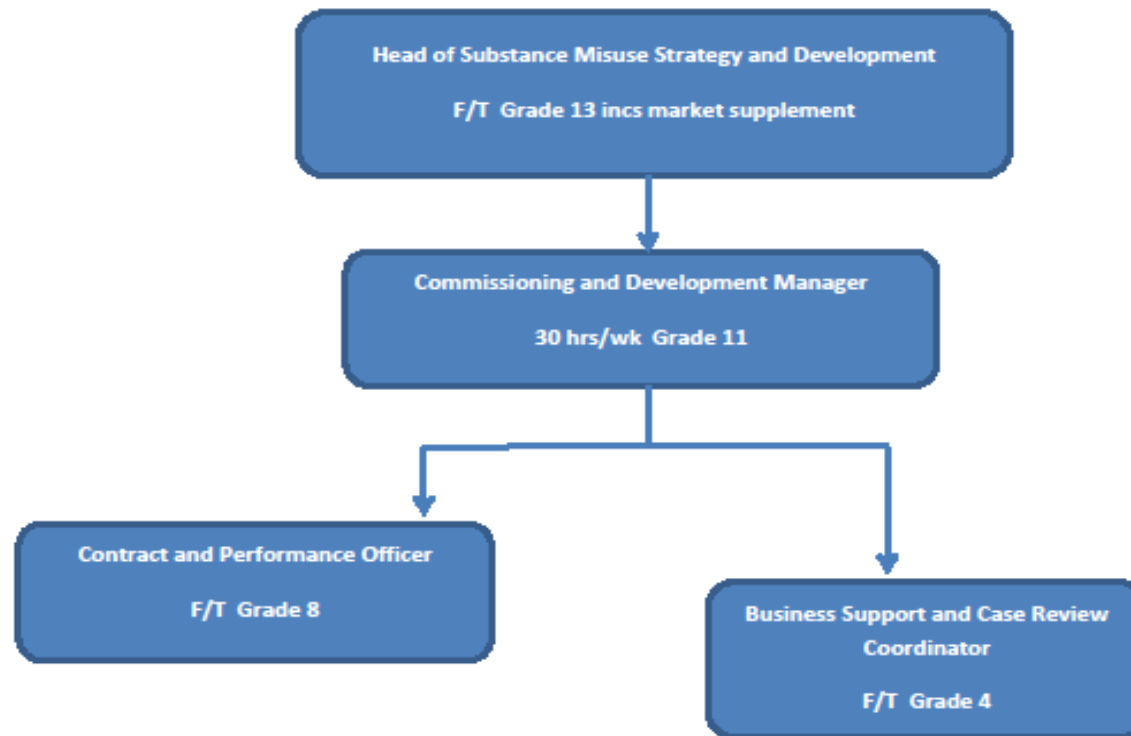 Head of Substance Misuse Strategy and Development
F/T Grade 13 incs market supplement
Commissioning and Development Manager
30 hrs/wk Grade 11
Contract and Performance Officer
F/T Grade 8
Business Support and Case Review
Coordinator
F/T Grade 4